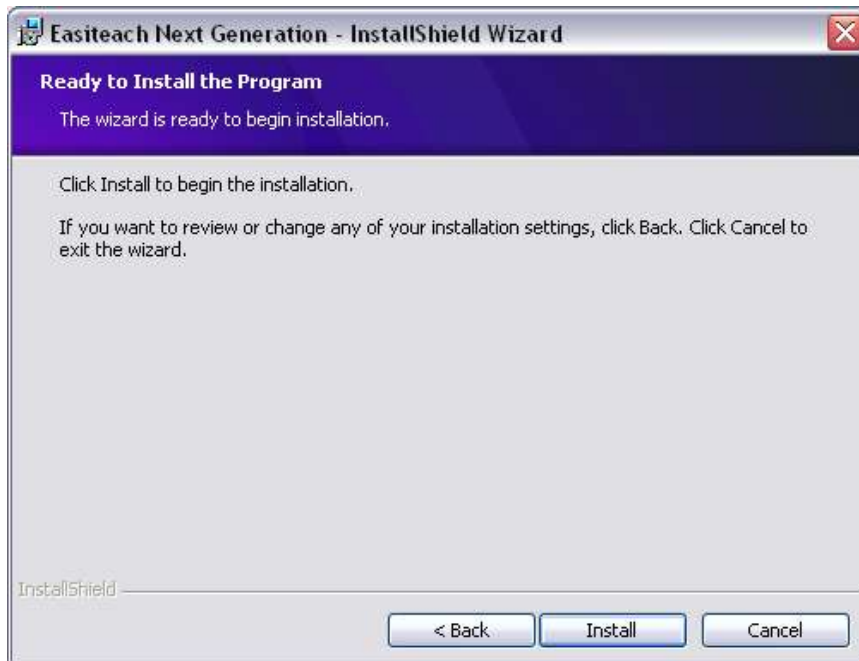 Easiteach Next Generation - InstallShield Wizard
Ready to Install the Program
The wizard is ready to begin installation.
Click Install to begin the installation.
If you want to review or change any of your installation settings, click Back. Click Cancel to
exit the wizard.
InstallShield
< Back
Install
Cancel